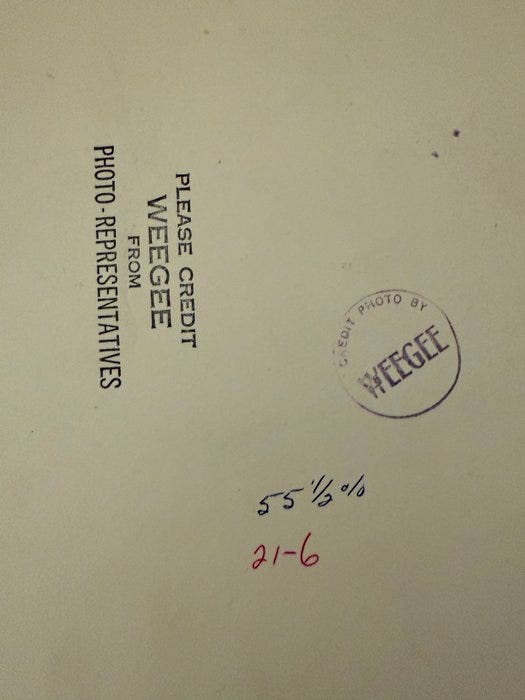 PLEASE CREDIT
WEEGEE
FROM
PHOTO-REPRESENTATIVES
CREDIT PHOTO BY
WEEGEE
55 1/2 %
21-6